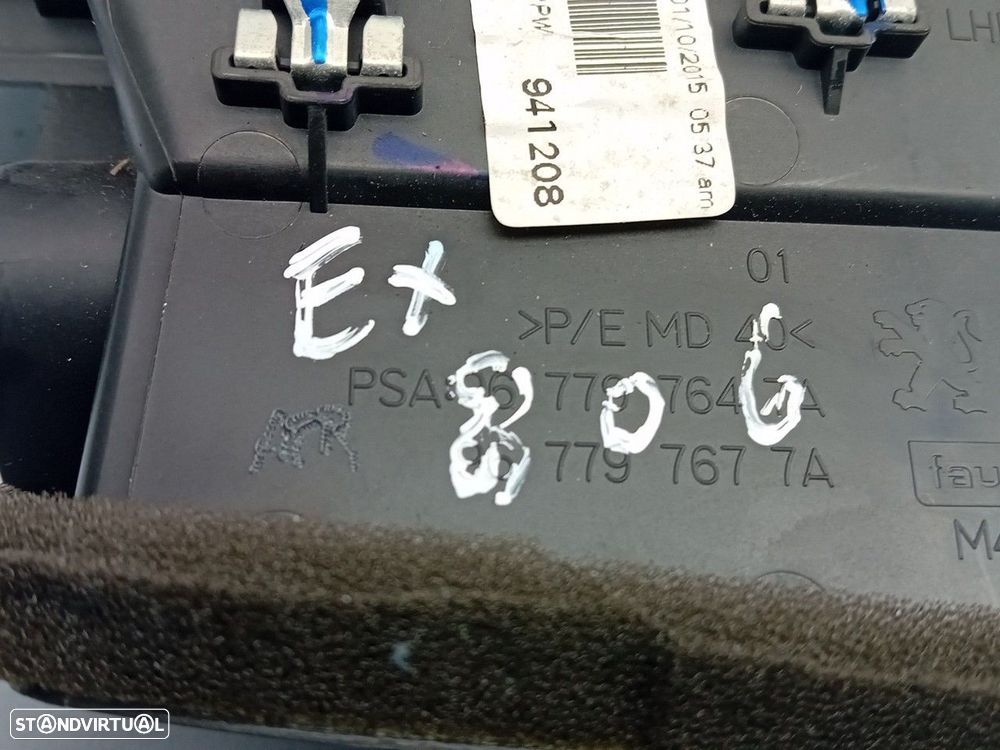 PW
941208
01/10/2015 05:37 am
LH
01
>P/E MD 40<
Ex
PSA 96 779 764 7A
806
96 779 767 7A
fau
M4
STANDVIRTUAL